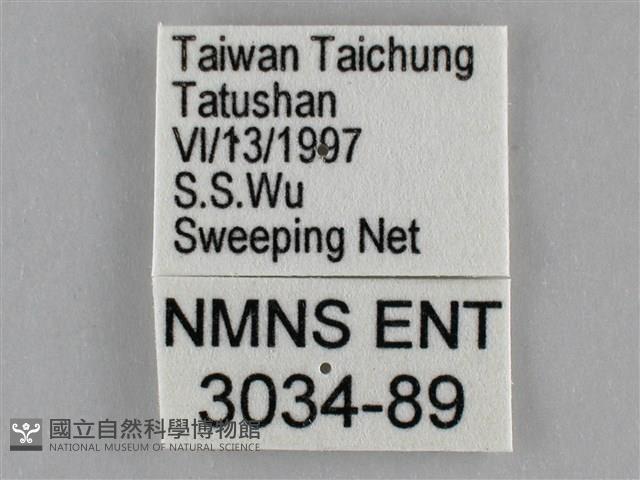 Taiwan Taichung
Tatushan
VI/13/1997
S.S.Wu
Sweeping Net
NMNS ENT
3034-89
國立自然科學博物館
NATIONAL MUSEUM OF NATURAL SCIENCE